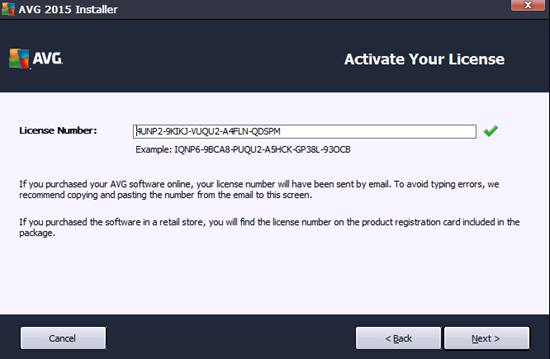 AVG 2015 Installer
AVG.
Activate Your License
License Number:
4UNP2-9KIKJ-VUQU2-A4FLN-QDSPM
Example: IQNP6-9BCA8-PUQU2-A5HCK-GP38L-93OCB
If you purchased your AVG software online, your license number will have been sent by email. To avoid typing errors, we
recommend copying and pasting the number from the email to this screen.
If you purchased the software in a retail store, you will find the license number on the product registration card included in the
package.
Cancel
< Back
Next >